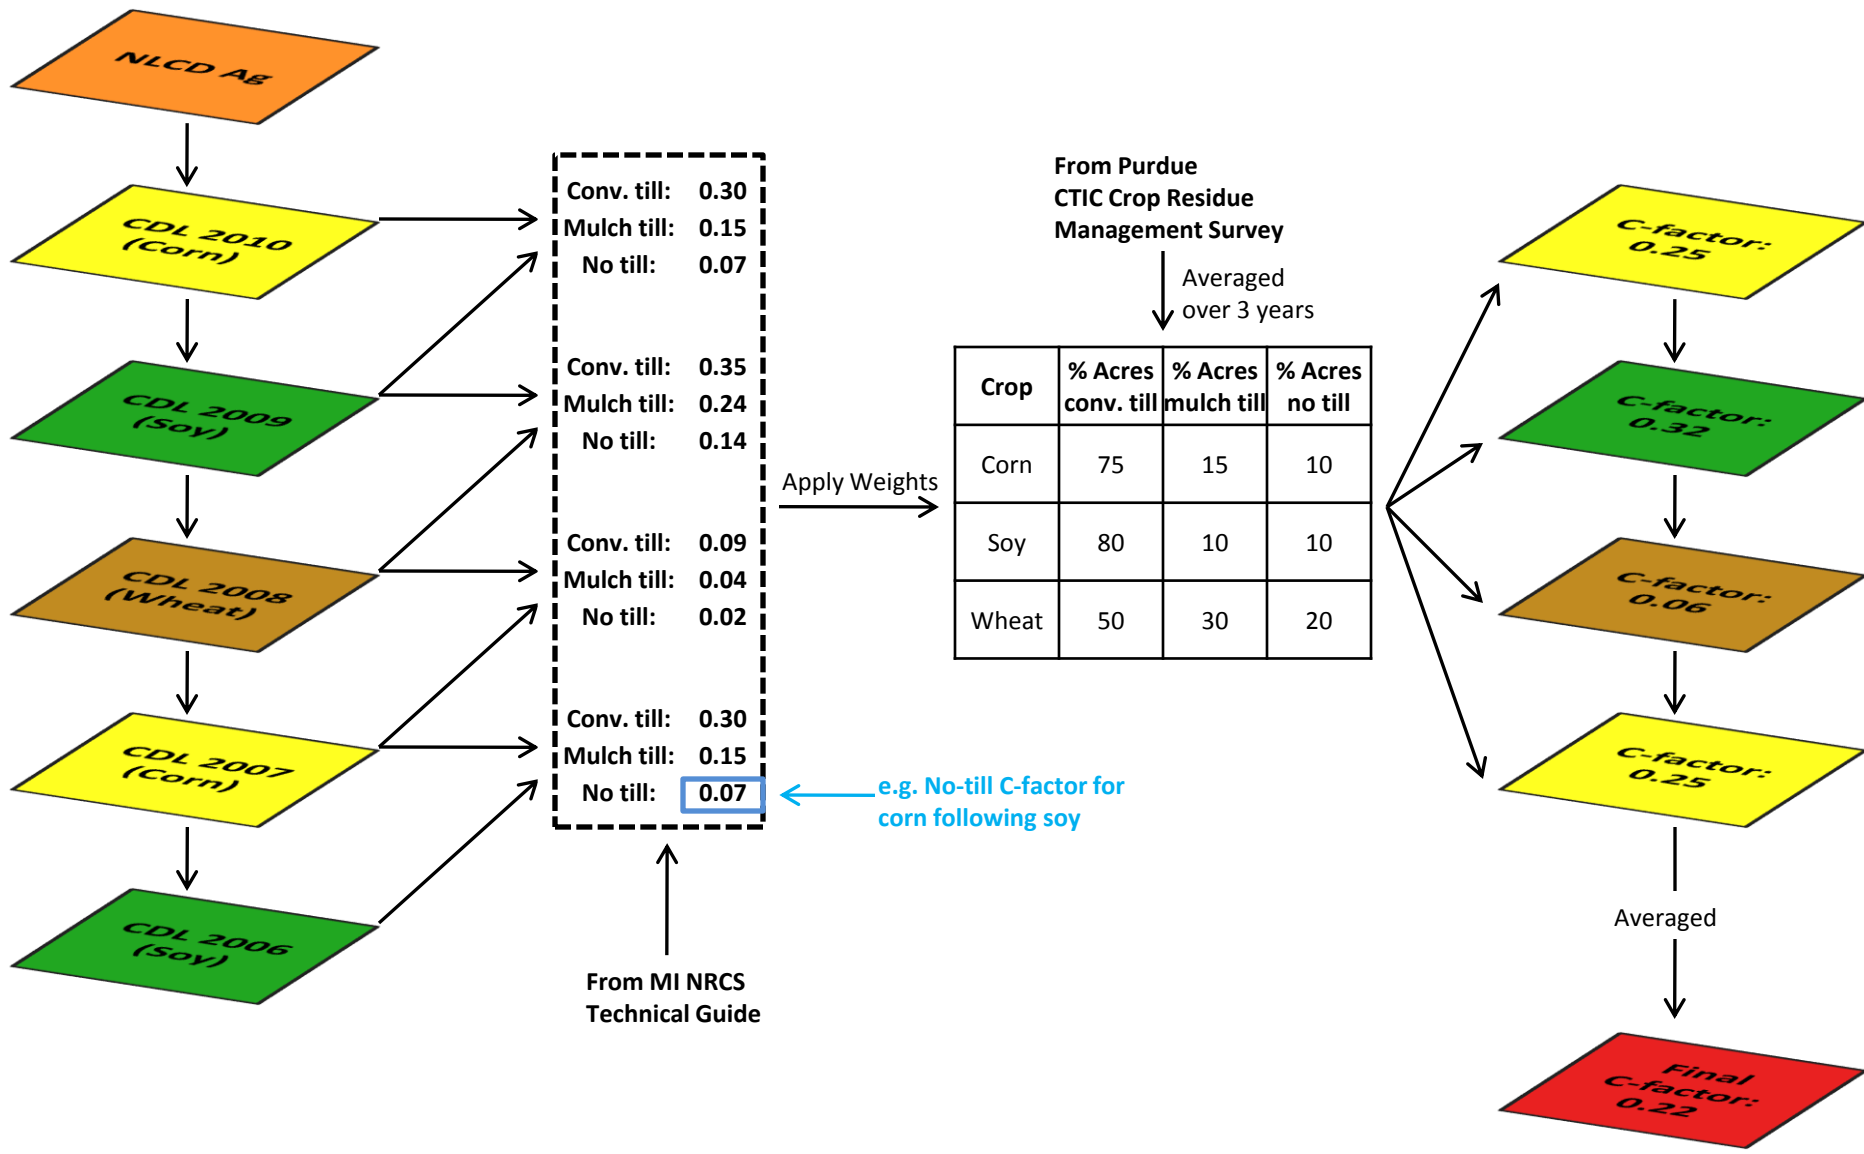 NLCD Ag
CDL 2010
(Corn)
CDL 2009
(Soy)
CDL 2008
(Wheat)
CDL 2007
(Corn)
CDL 2006
(Soy)
Conv. till: 0.30
Mulch till: 0.15
No till: 0.07
Conv. till: 0.35
Mulch till: 0.24
No till: 0.14
Conv. till: 0.09
Mulch till: 0.04
No till: 0.02
Conv. till: 0.30
Mulch till: 0.15
No till: 0.07
e.g. No-till C-factor for
corn following soy
From MI NRCS
Technical Guide
Apply Weights
From Purdue
CTIC Crop Residue
Management Survey
Averaged
over 3 years
Crop % Acres conv. till % Acres mulch till % Acres no till
Corn 75 15 10
Soy 80 10 10
Wheat 50 30 20
C-factor:
0.25
C-factor:
0.32
C-factor:
0.06
C-factor:
0.25
Averaged
Final
C-factor:
0.22